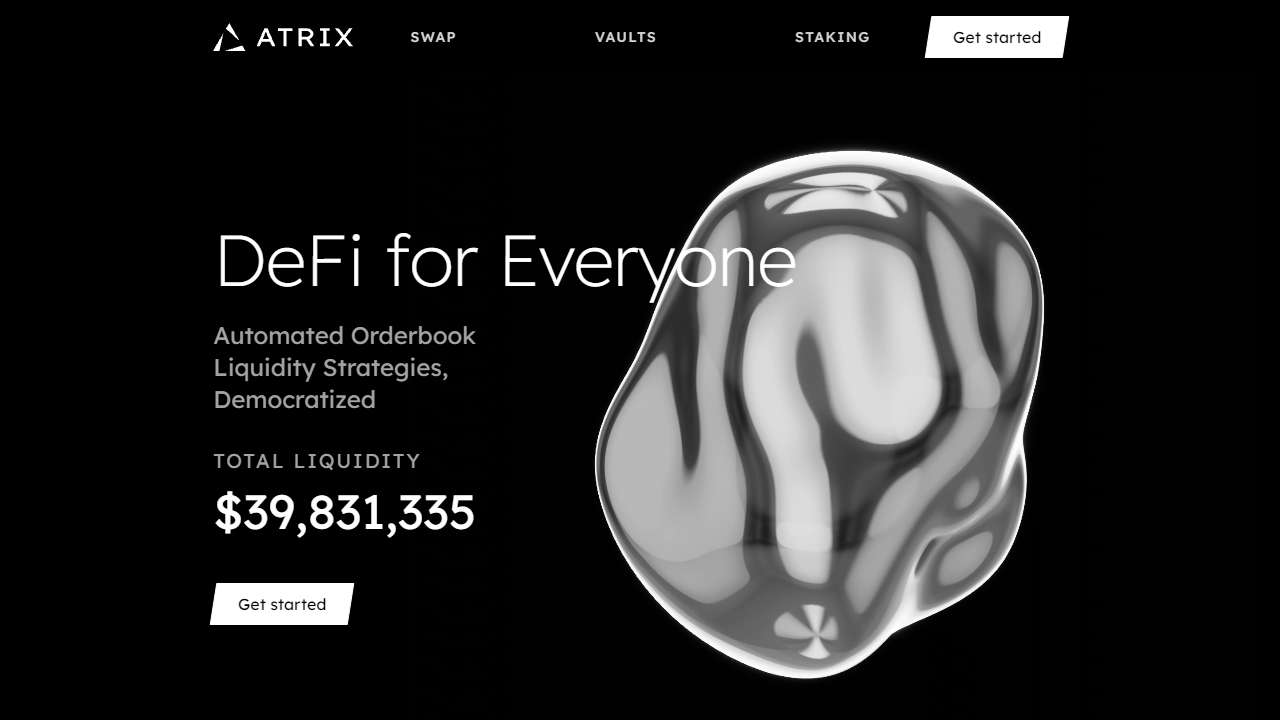 ATRIX
SWAP
VAULTS
STAKING
Get started
DeFi for Everyone
Automated Orderbook
Liquidity Strategies,
Democratized
TOTAL LIQUIDITY
$39,831,335
Get started